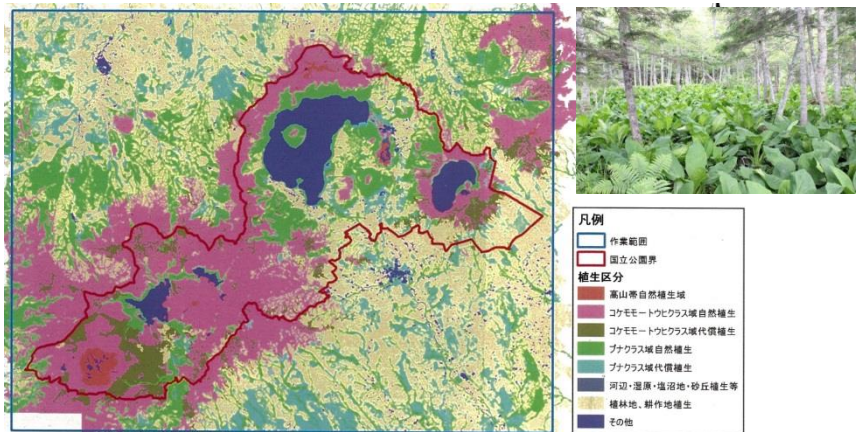 凡例
作業範囲
国立公園界
植生区分
高山帯自然植生域
コケモモートウヒクラス域自然植生
コケモモートウヒクラス域代償植生
ブナクラス域自然植生
ブナクラス域代償植生
河辺・湿原・塩沼地・砂丘植生等
植林地、耕作地植生
その他